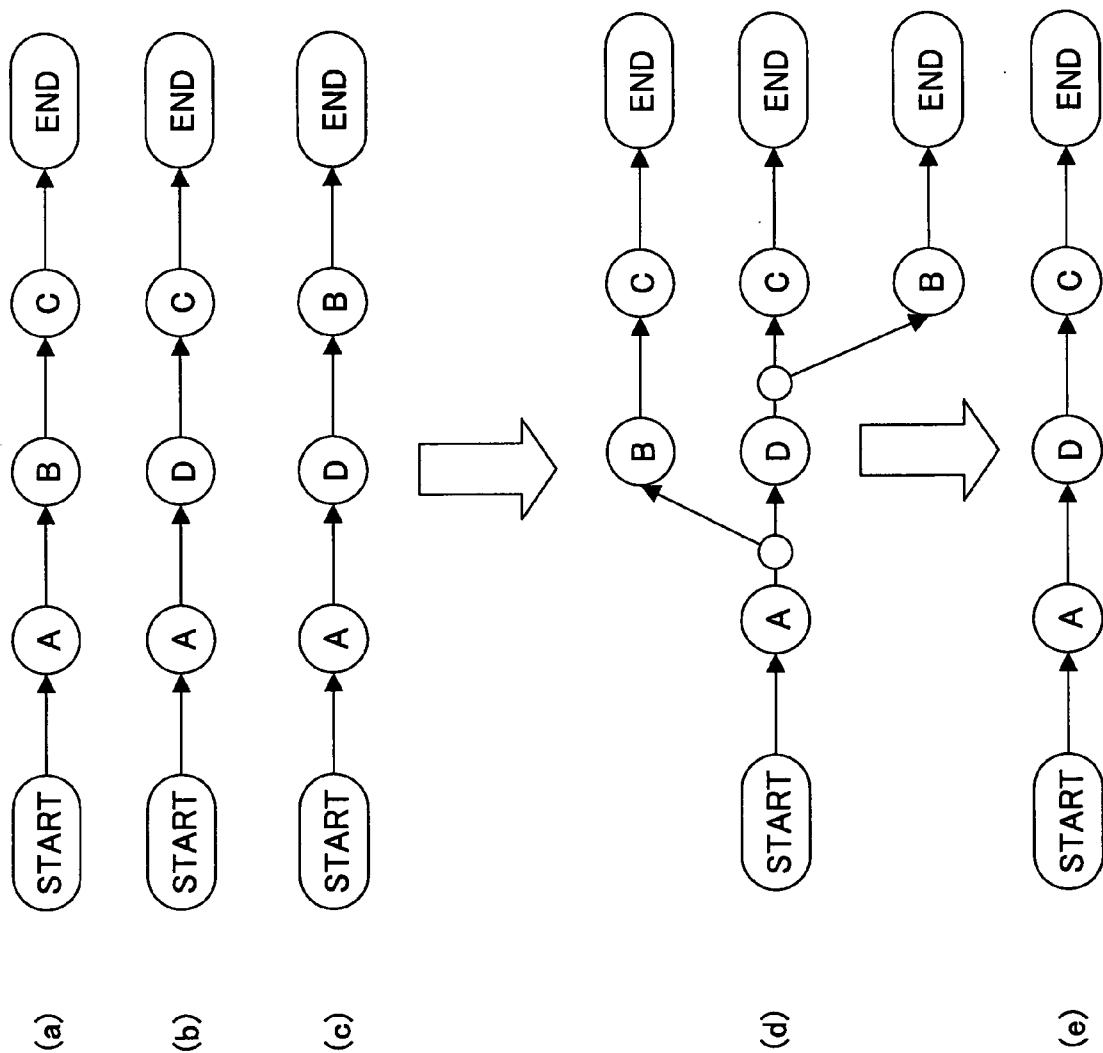 (a) START A B C END
(b) START A D C END
(c) START A D B END
B C END
(d) START A D C END
B END
(e) START A D C END